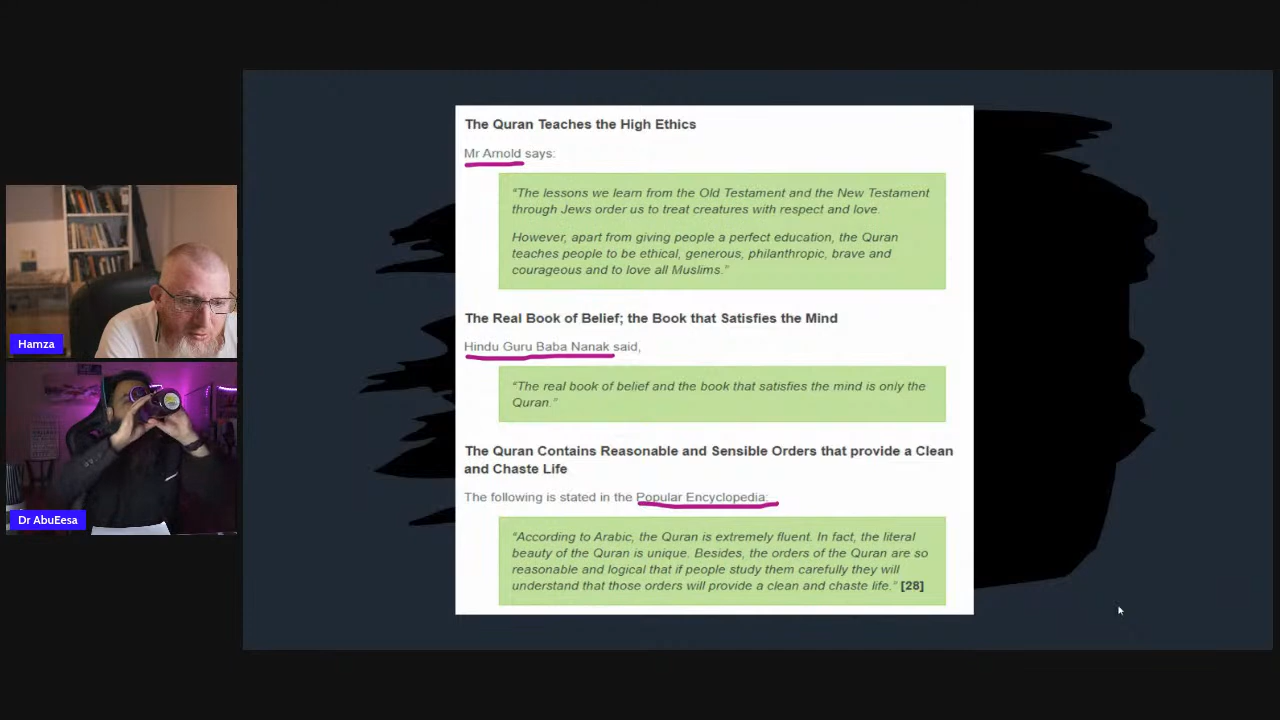 The Quran Teaches the High Ethics
Mr Arnold says:
“The lessons we learn from the Old Testament and the New Testament
through Jews order us to treat creatures with respect and love.
However, apart from giving people a perfect education, the Quran
teaches people to be ethical, generous, philanthropic, brave and
courageous and to love all Muslims.”
The Real Book of Belief; the Book that Satisfies the Mind
Hindu Guru Baba Nanak said,
“The real book of belief and the book that satisfies the mind is only the
Quran.”
The Quran Contains Reasonable and Sensible Orders that provide a Clean
and Chaste Life
The following is stated in the Popular Encyclopedia:
“According to Arabic, the Quran is extremely fluent. In fact, the literal
beauty of the Quran is unique. Besides, the orders of the Quran are so
reasonable and logical that if people study them carefully they will
understand that those orders will provide a clean and chaste life.” [28]
Hamza
Dr AbuEesa